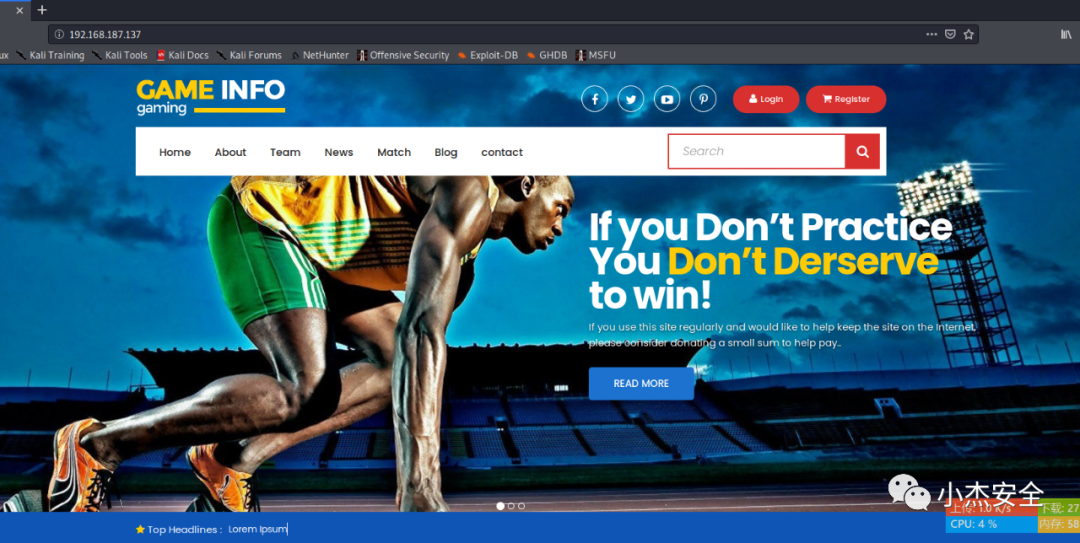 192.168.187.137
ux Kali Training Kali Tools Kali Docs Kali Forums NetHunter Offensive Security Exploit-DB GHDB MSFU
GAME INFO
gaming
Login Register
Home About Team News Match Blog contact
Search
If you Don't Practice
You Don't Derserve
to win!
If you use this site regularly and would like to help keep the site on the Internet,
please consider donating a small sum to help pay..
READ MORE
小杰安全
上传: 1.0 K/s 下载: 27
CPU: 4 % 内存: 58
Top Headlines : Lorem Ipsum